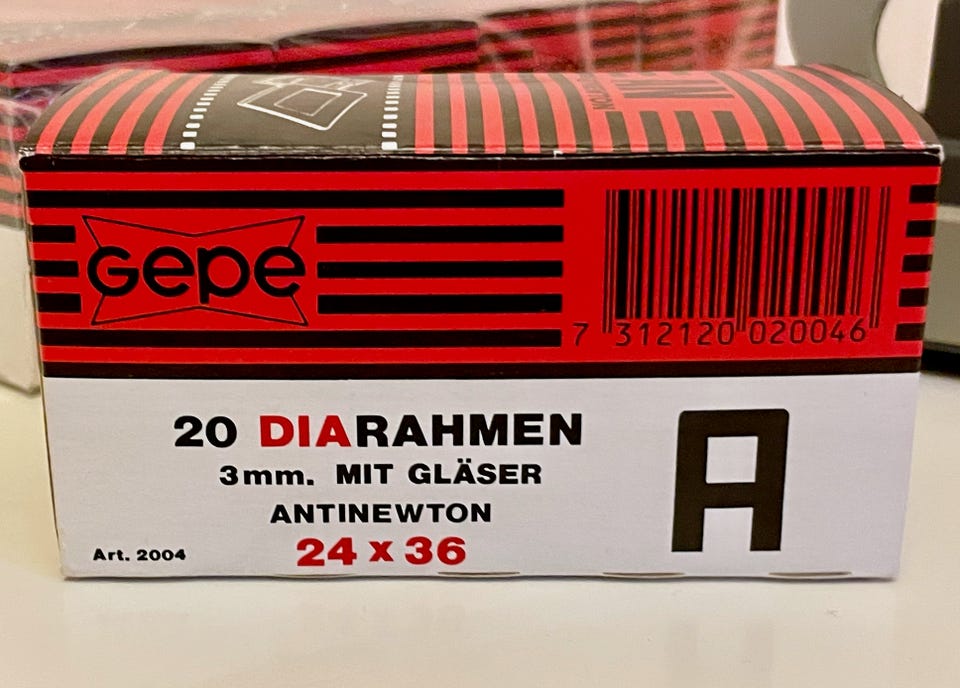 GEPE
7 312120 020046
20 DIARAHMEN
3mm. MIT GLÄSER
ANTINEWTON
24 x 36
Art. 2004
A